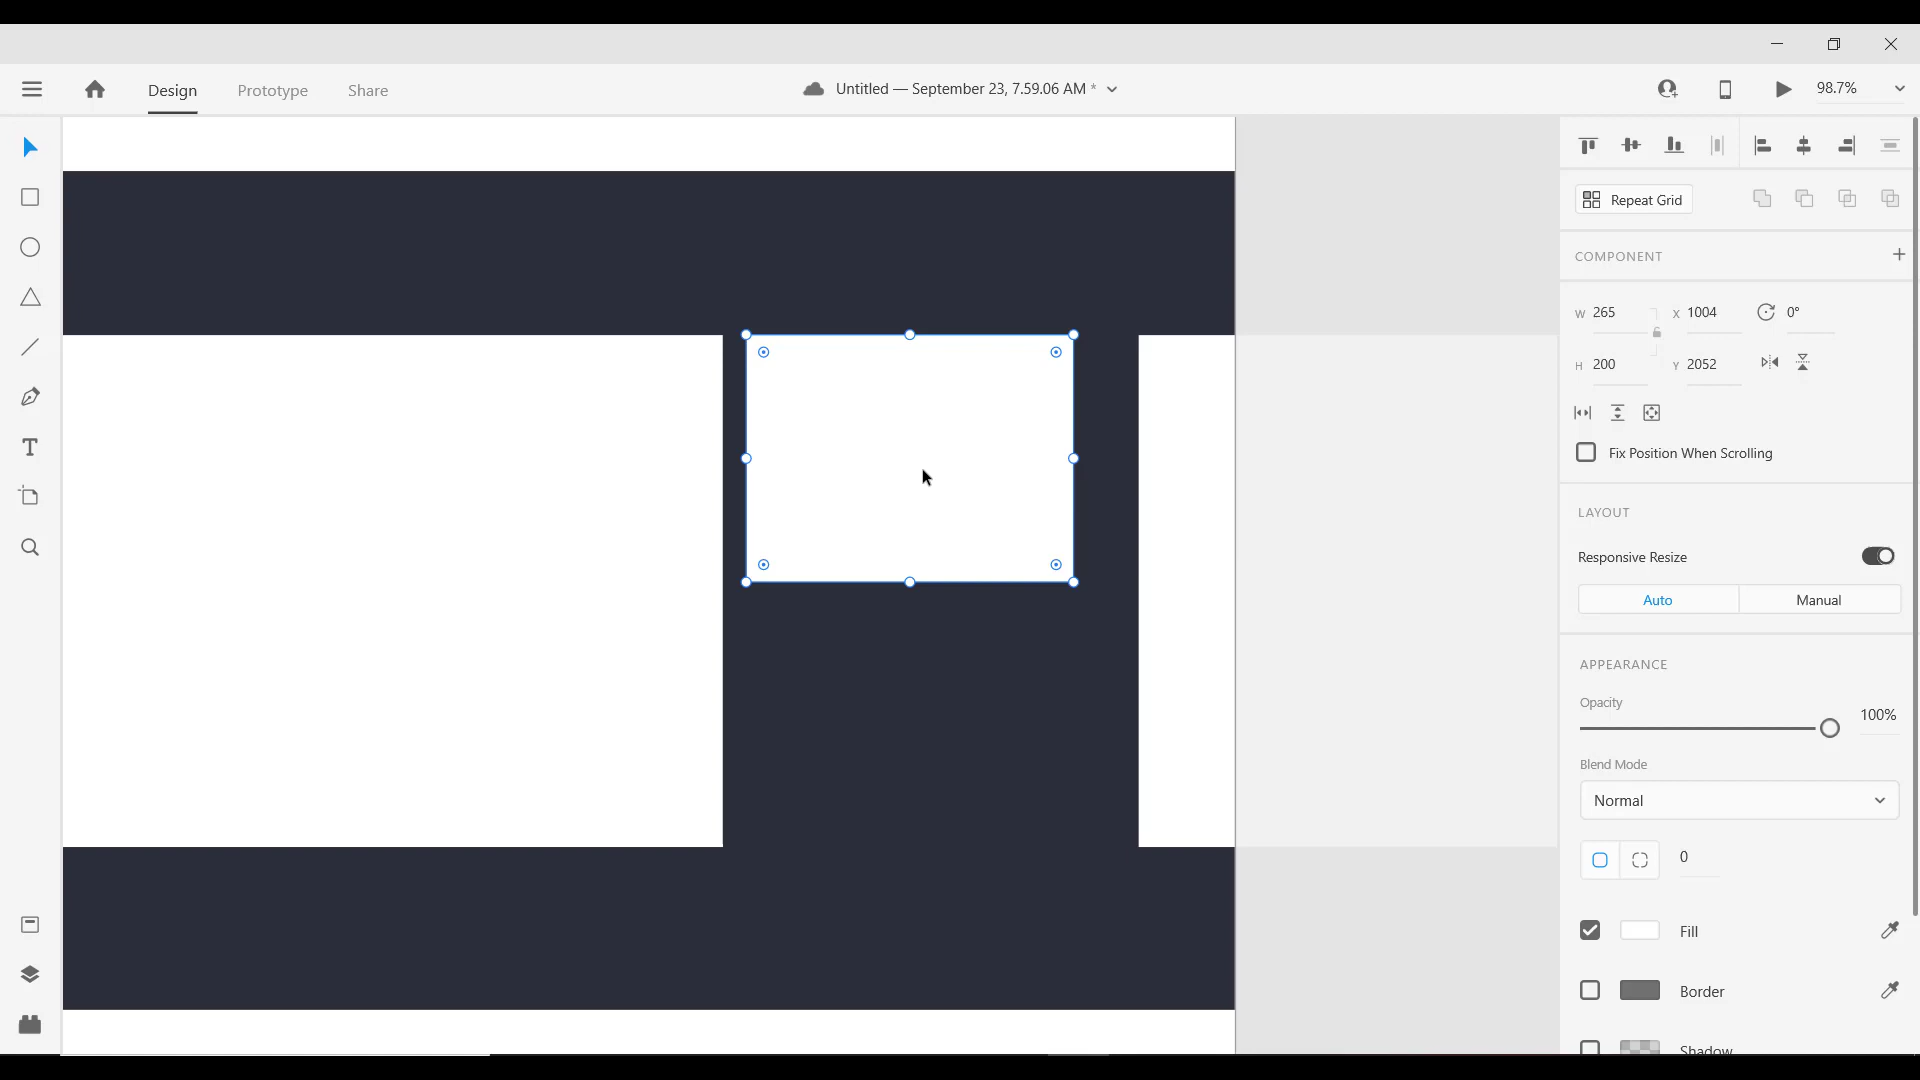 Design Prototype Share Untitled — September 23, 7.59.06 AM * 98.7%
Repeat Grid
COMPONENT +
W 265 X 1004 0°
H 200 Y 2052
Fix Position When Scrolling
LAYOUT
Responsive Resize
Auto Manual
APPEARANCE
Opacity
100%
Blend Mode
Normal
0
Fill
Border
Shadow